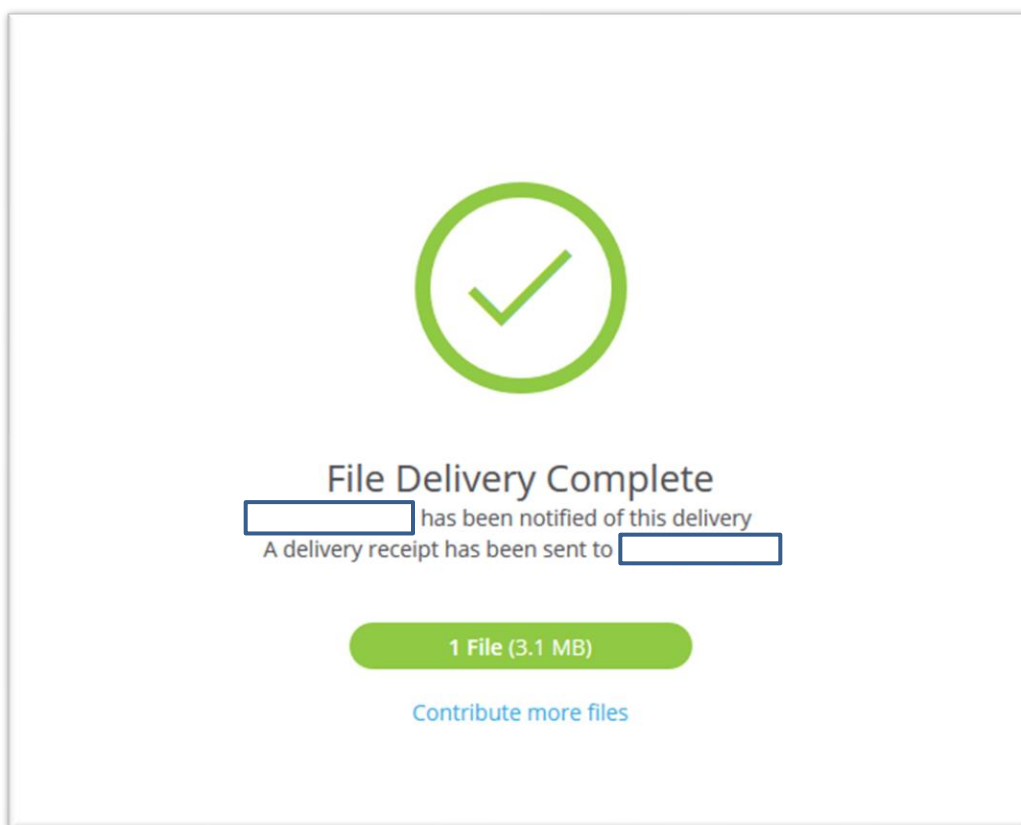 File Delivery Complete
has been notified of this delivery
A delivery receipt has been sent to
1 File (3.1 MB)
Contribute more files